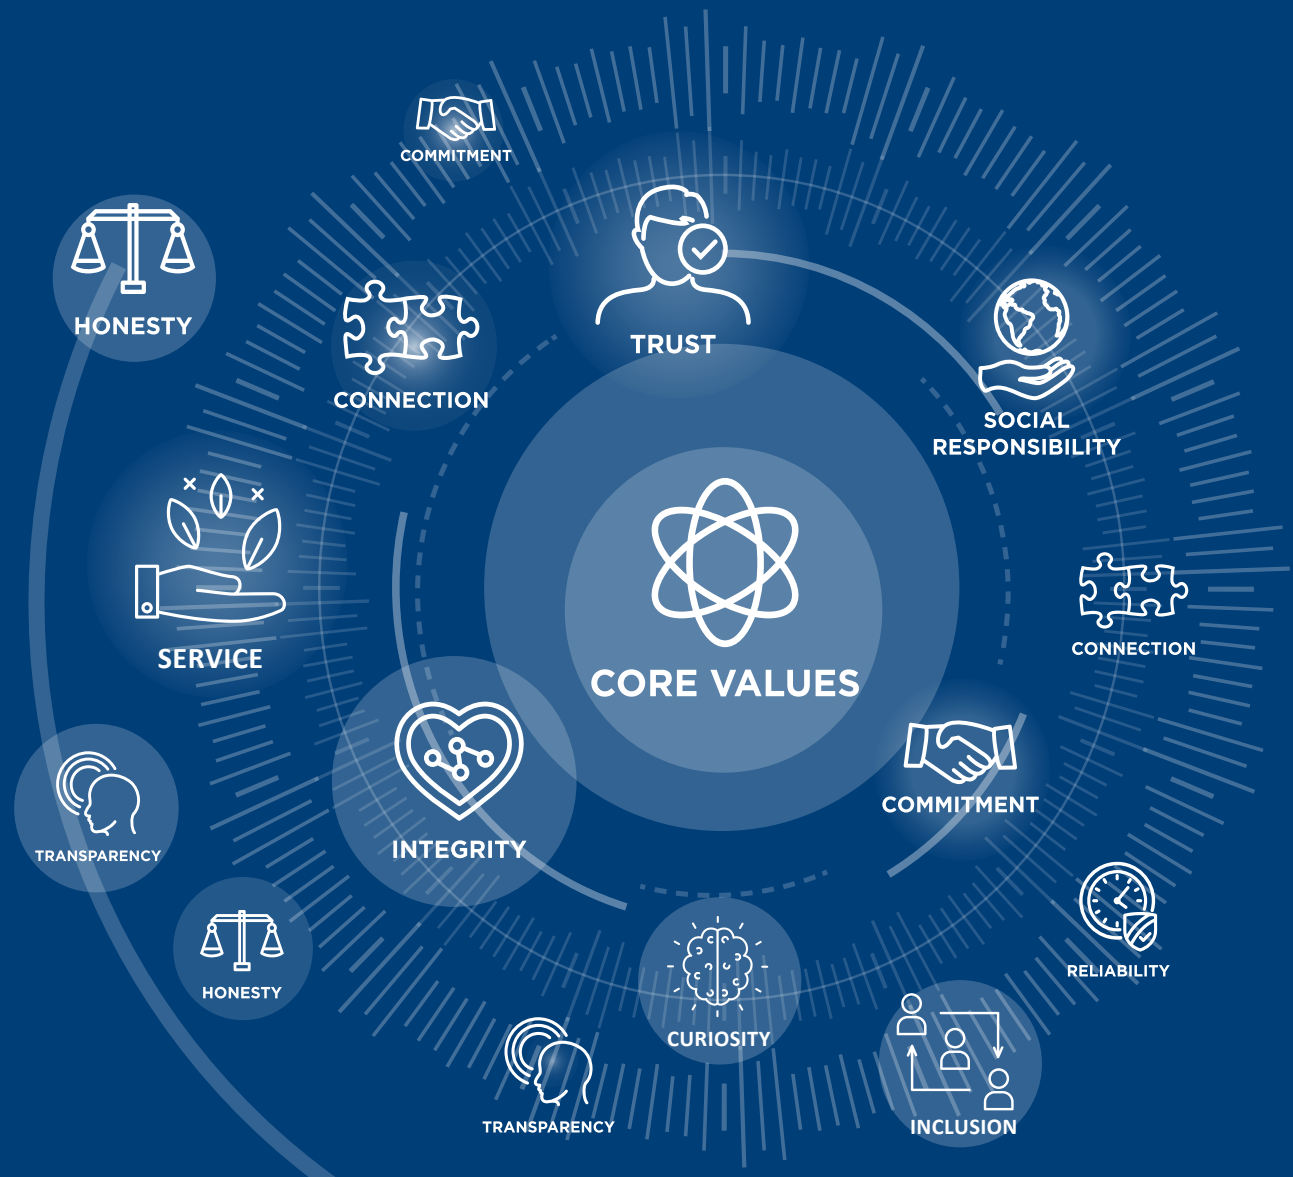 COMMITMENT
HONESTY
TRUST
CONNECTION
SOCIAL
RESPONSIBILITY
SERVICE
CORE VALUES
CONNECTION
INTEGRITY
COMMITMENT
TRANSPARENCY
RELIABILITY
HONESTY
CURIOSITY
TRANSPARENCY
INCLUSION